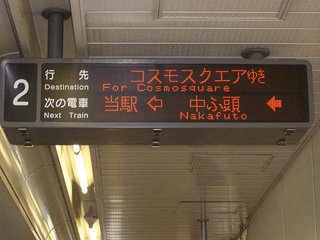 2
行先 コスモスクエアゆき
Destination For Cosmosquare
次の電車 当駅⇦ 中ふ頭 ←
Next Train Nakafuto